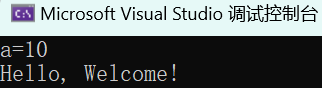 Microsoft Visual Studio 调试控制台
a=10
Hello, Welcome!